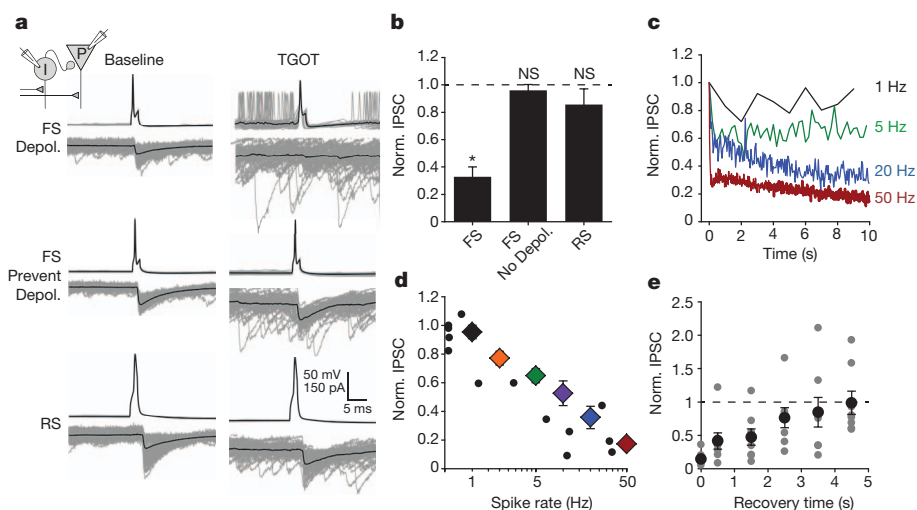 a
I
P
Baseline
TGOT
FS
Depol.
FS
Prevent
Depol.
RS
50 mV
150 pA
5 ms
b
Norm. IPSC
1.2
1.0
0.8
0.6
0.4
0.2
0
*
NS
NS
FS
FS
No Depol.
RS
c
Norm. IPSC
1.2
1.0
0.8
0.6
0.4
0.2
0 2 4 6 8 10
Time (s)
1 Hz
5 Hz
20 Hz
50 Hz
d
Norm. IPSC
1.2
1.0
0.8
0.6
0.4
0.2
0
1 5 50
Spike rate (Hz)
e
Norm. IPSC
2.5
2
1.5
1
0.5
0
0 1 2 3 4 5
Recovery time (s)